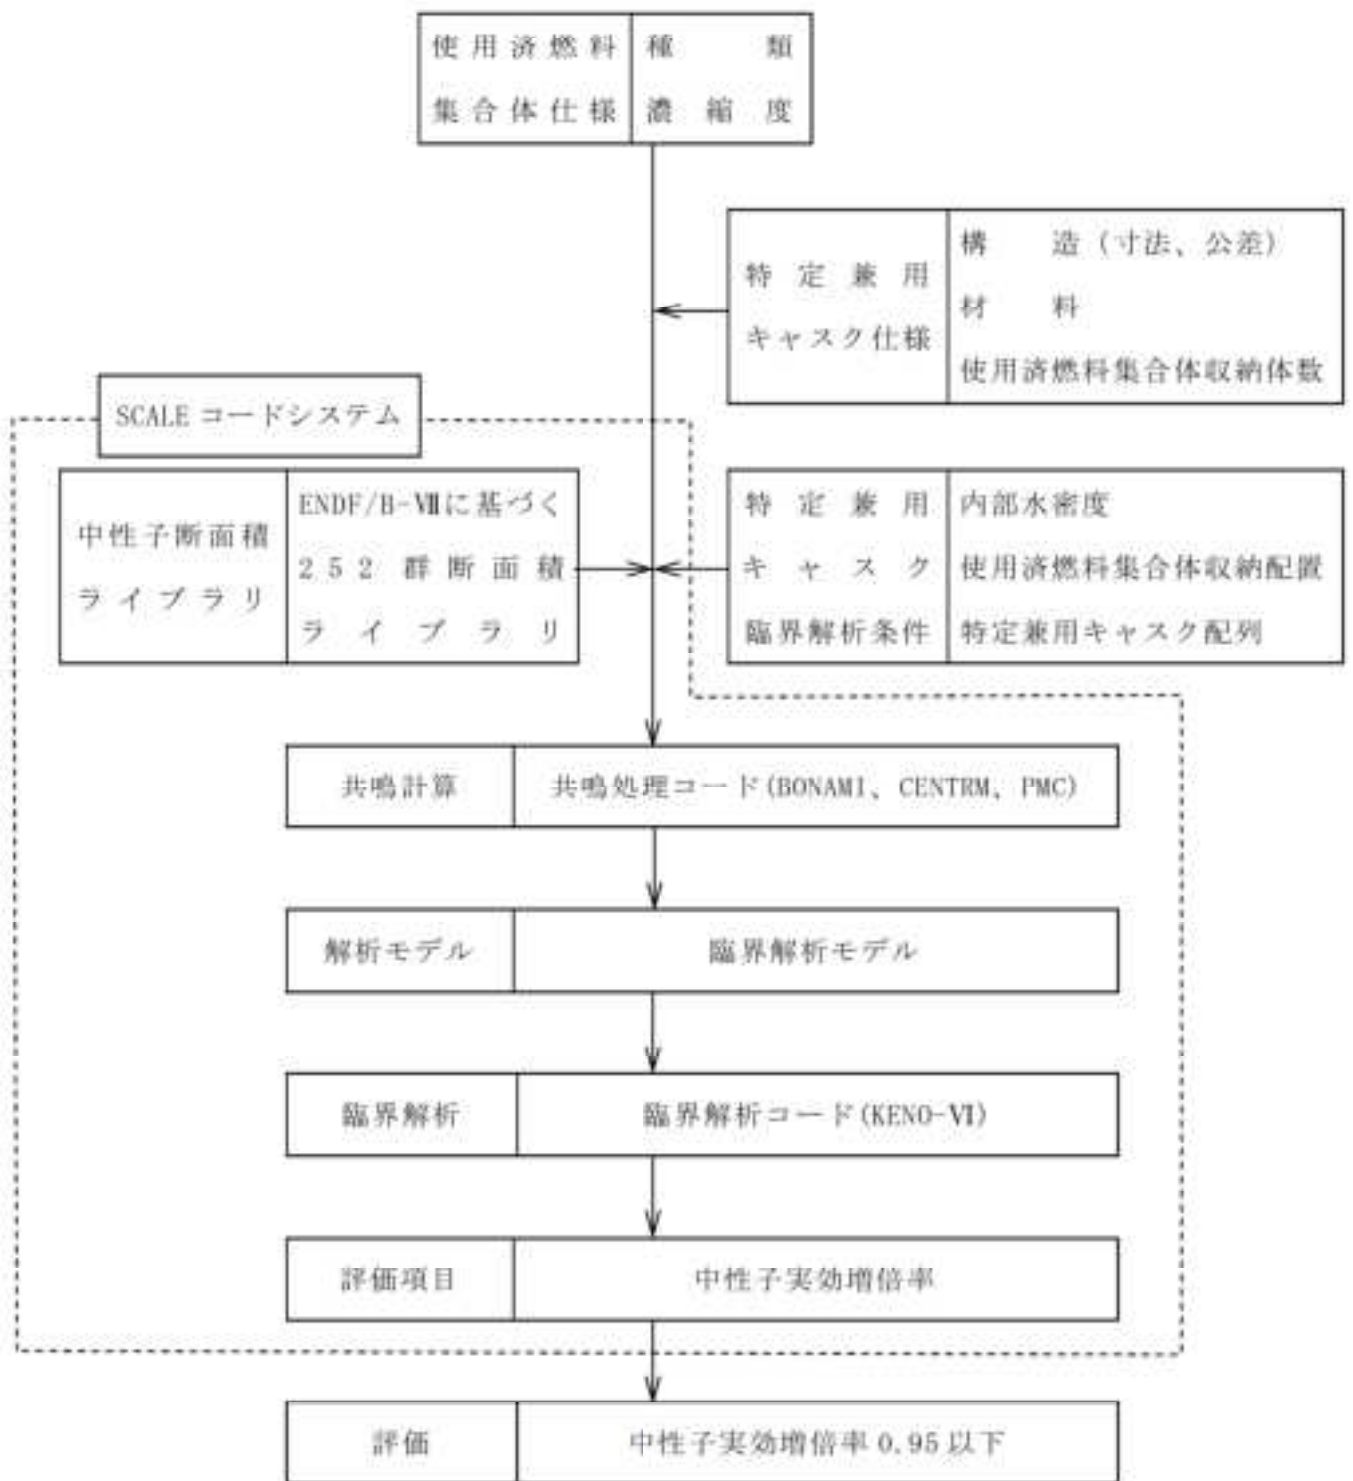 使用済燃料
集合体仕様
種類
濃縮度
特定兼用
キャスク仕様
構造（寸法、公差）
材料
使用済燃料集合体収納体数
SCALE コードシステム
中性子断面積
ライブラリ
ENDF/B-Ⅶに基づく
252 群断面積
ライブラリ
特定兼用
キャスク
臨界解析条件
内部水密度
使用済燃料集合体収納配置
特定兼用キャスク配列
共鳴計算
共鳴処理コード(BONAMI、CENTRM、PMC)
解析モデル
臨界解析モデル
臨界解析
臨界解析コード(KENO-Ⅵ)
評価項目
中性子実効増倍率
評価
中性子実効増倍率 0.95 以下